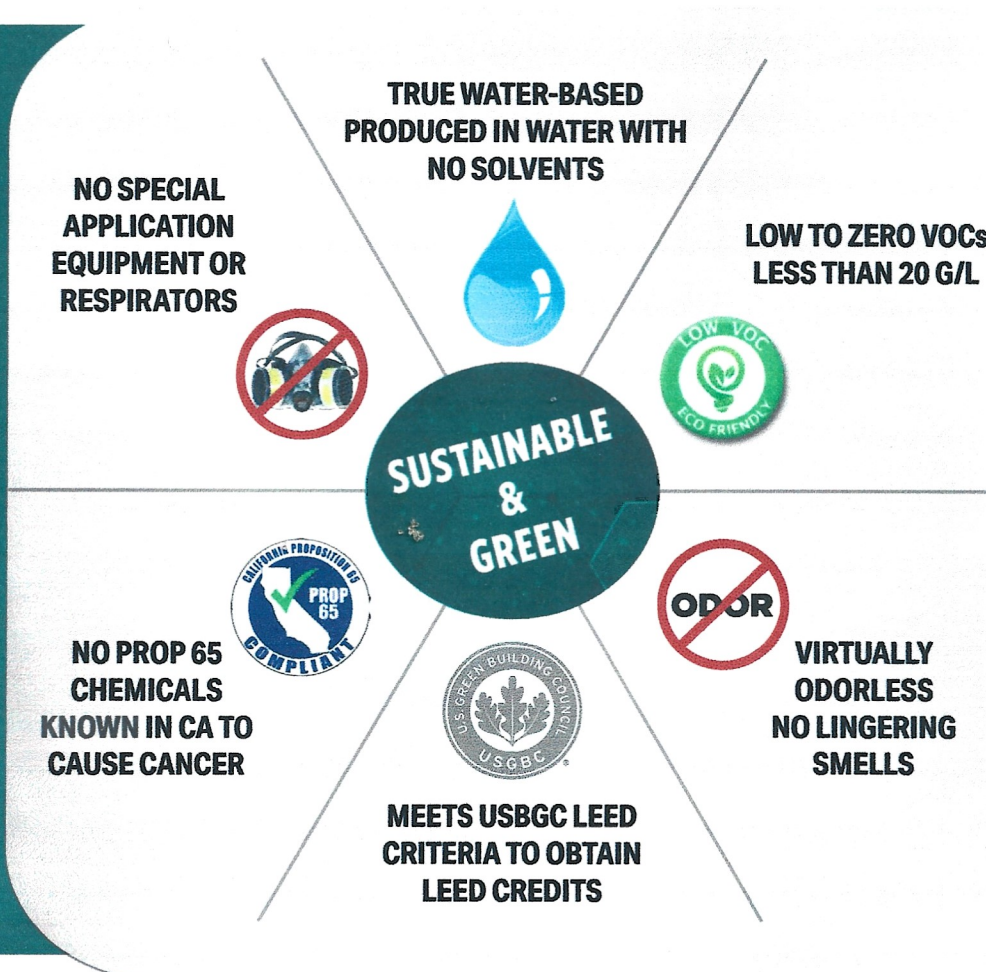 TRUE WATER-BASED
PRODUCED IN WATER WITH
NO SOLVENTS
NO SPECIAL
APPLICATION
EQUIPMENT OR
RESPIRATORS
LOW TO ZERO VOCs
LESS THAN 20 G/L
LOW VOC
ECO FRIENDLY
SUSTAINABLE
&
GREEN
CALIFORNIA PROPOSITION 65
PROP
65
COMPLIANT
NO PROP 65
CHEMICALS
KNOWN IN CA TO
CAUSE CANCER
U.S. GREEN BUILDING COUNCIL
USGBC
®
MEETS USBGC LEED
CRITERIA TO OBTAIN
LEED CREDITS
ODOR
VIRTUALLY
ODORLESS
NO LINGERING
SMELLS